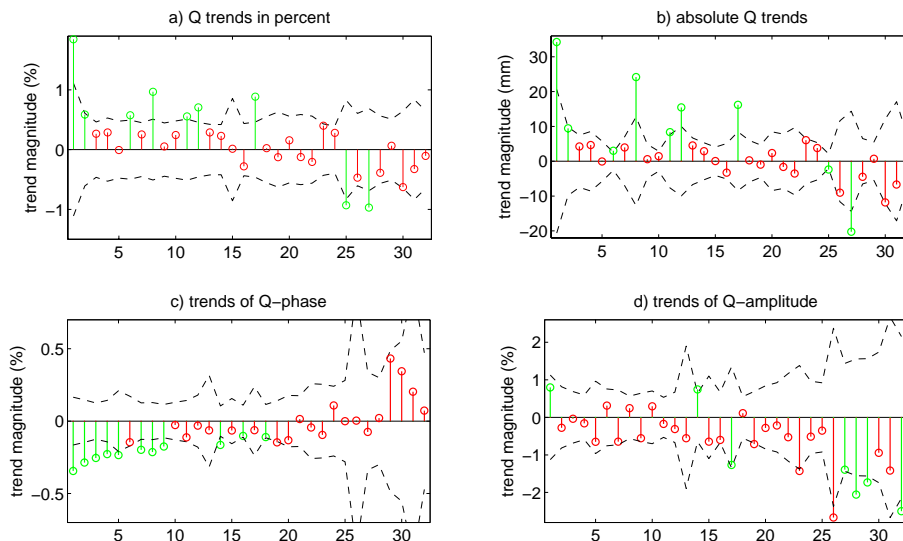 a) Q trends in percent
trend magnitude (%)
1
0
−1
5 10 15 20 25 30
b) absolute Q trends
trend magnitude (mm)
30
20
10
0
−10
−20
5 10 15 20 25 30
c) trends of Q−phase
trend magnitude (%)
0.5
0
−0.5
5 10 15 20 25 30
d) trends of Q−amplitude
trend magnitude (%)
2
1
0
−1
−2
5 10 15 20 25 30